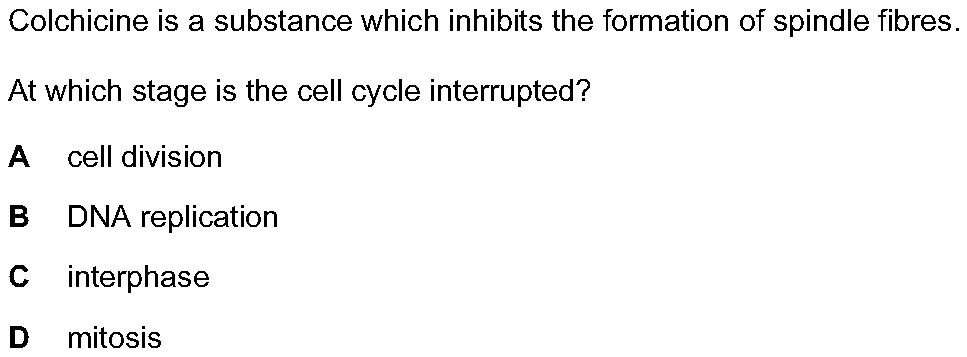 Colchicine is a substance which inhibits the formation of spindle fibres.
At which stage is the cell cycle interrupted?
A cell division
B DNA replication
C interphase
D mitosis